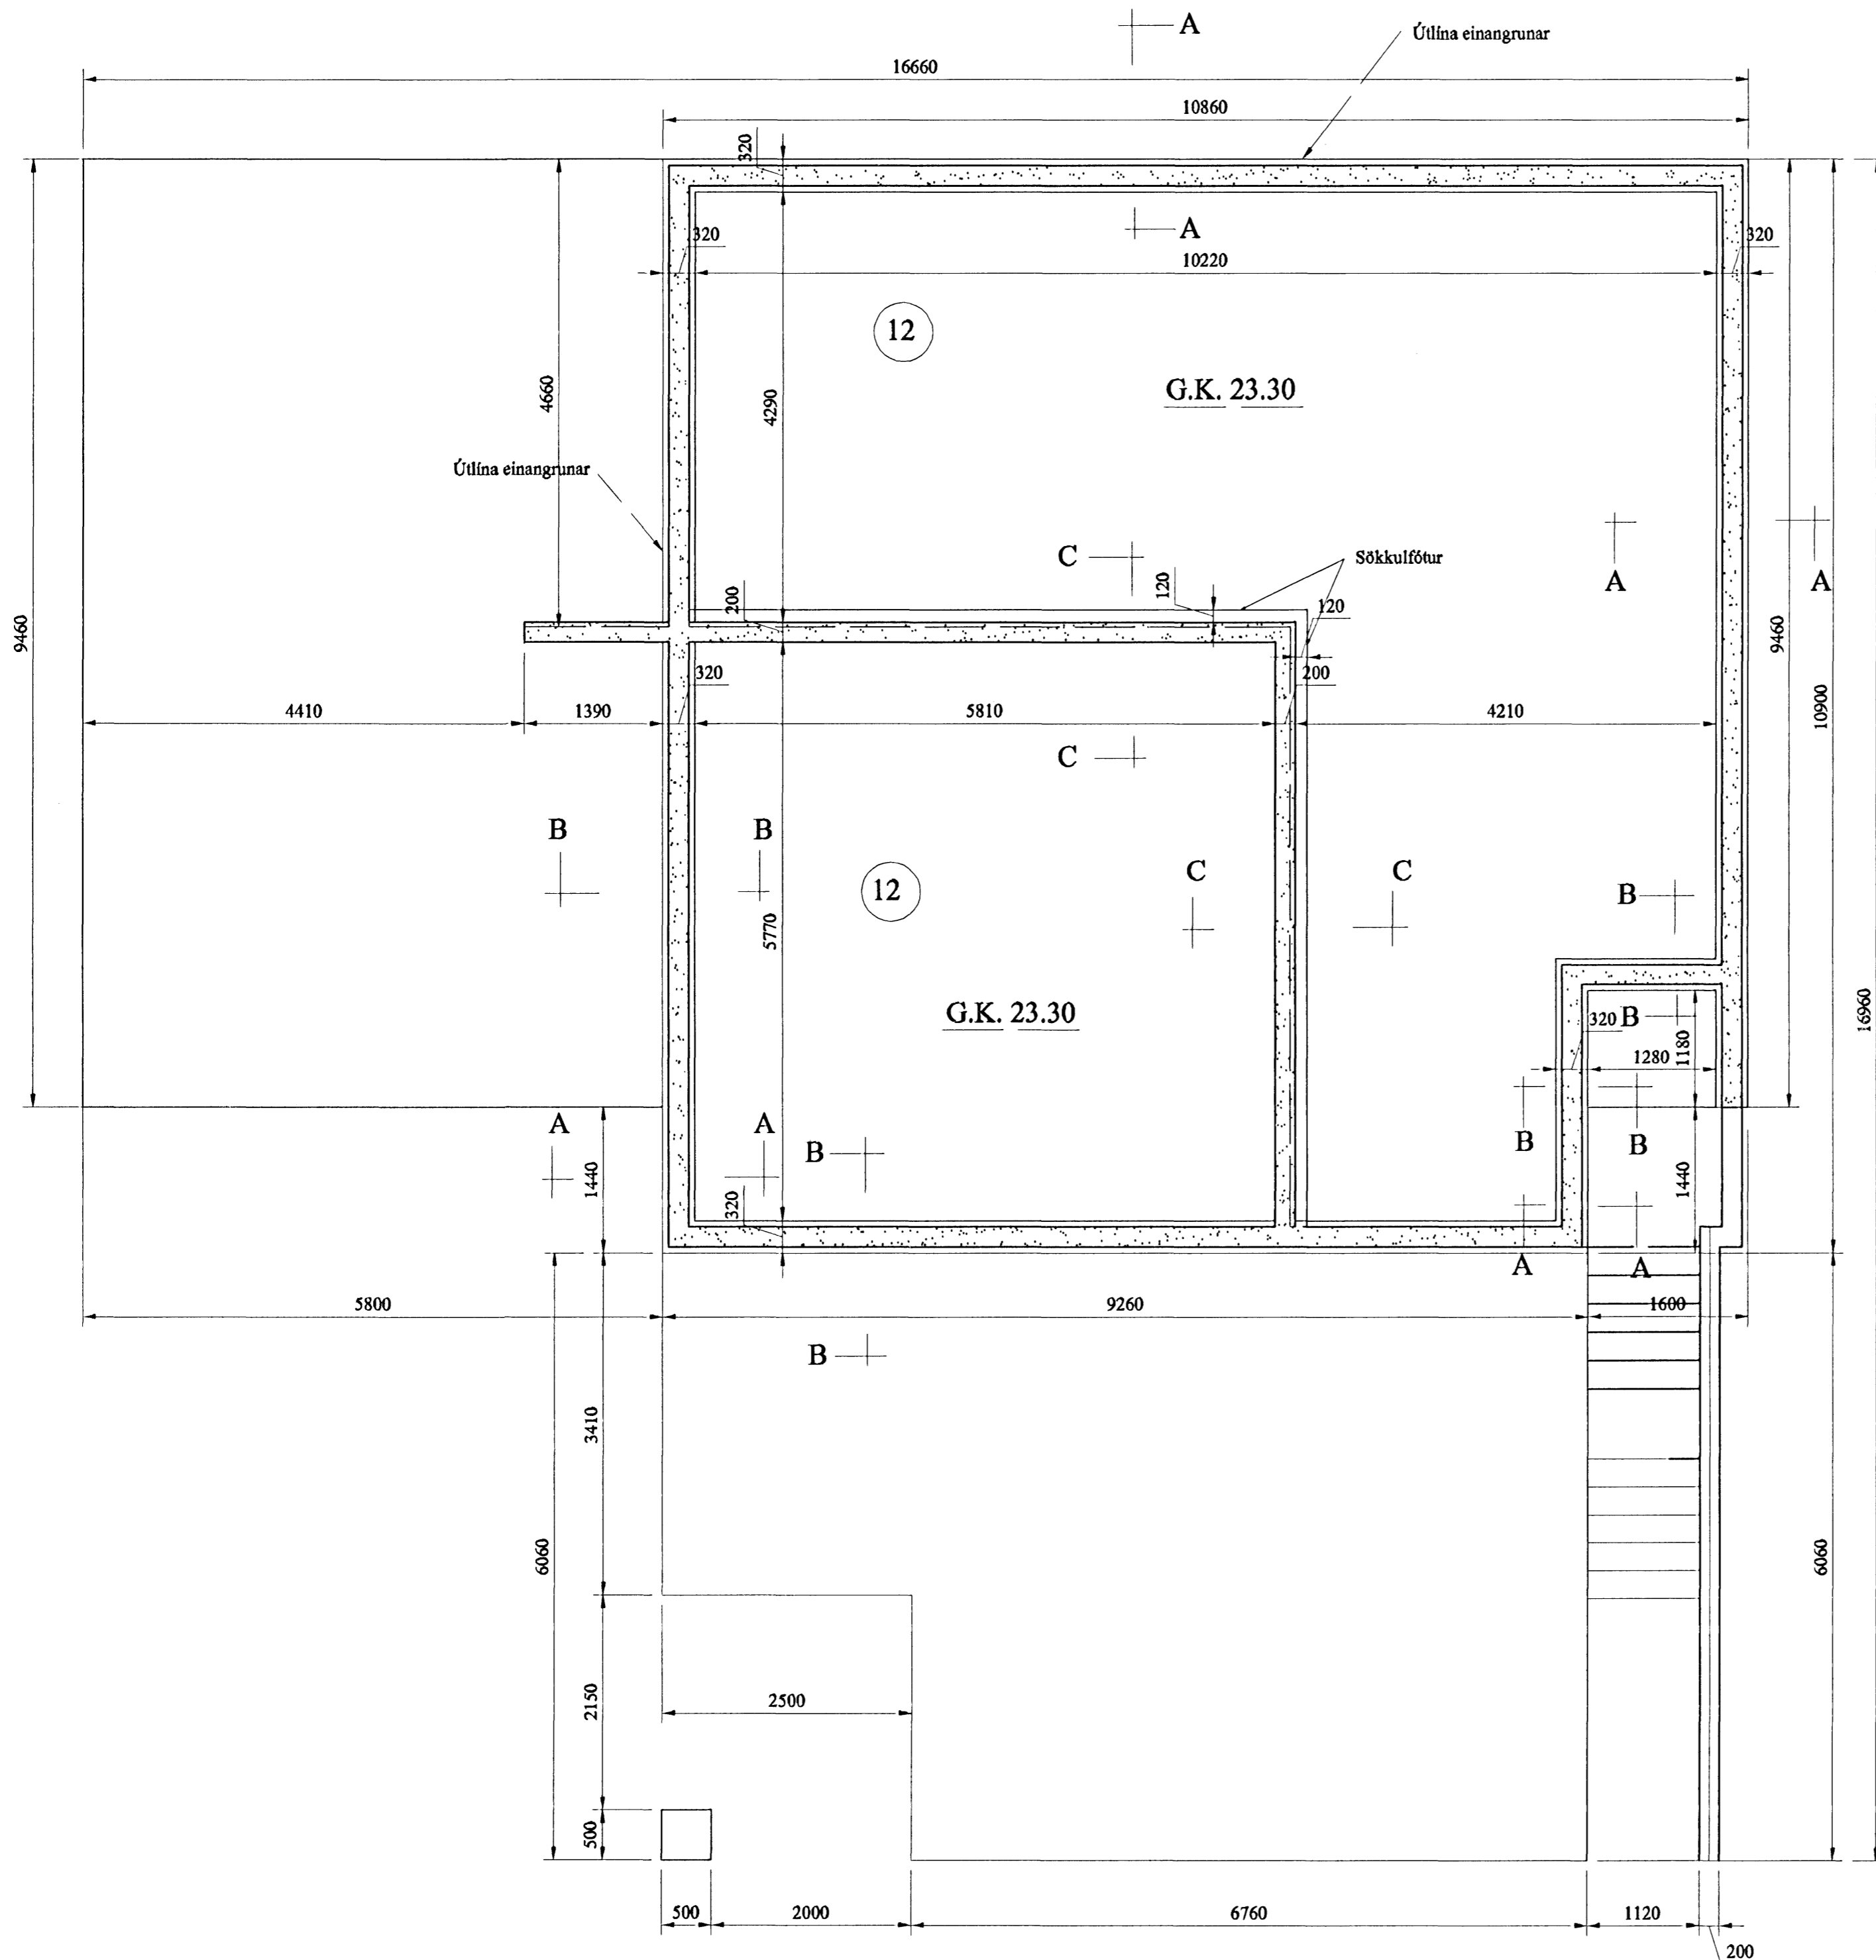 A
Útlína einangrunar
16660
10860
320
A
320
320
10220
12
G.K. 23.30
4660
4290
Útlína einangrunar
C
Sökkulfótur
A
A
120
200
120
9460
9460
320
200
10900
4410
1390
5810
4210
C
B
B
C
C
12
B
5770
G.K. 23.30
B
320
1180
16960
1280
A
A
B
B
B
1440
1440
320
A
A
5800
9260
1600
B
3410
6060
6060
2150
2500
500
500
2000
6760
1120
200